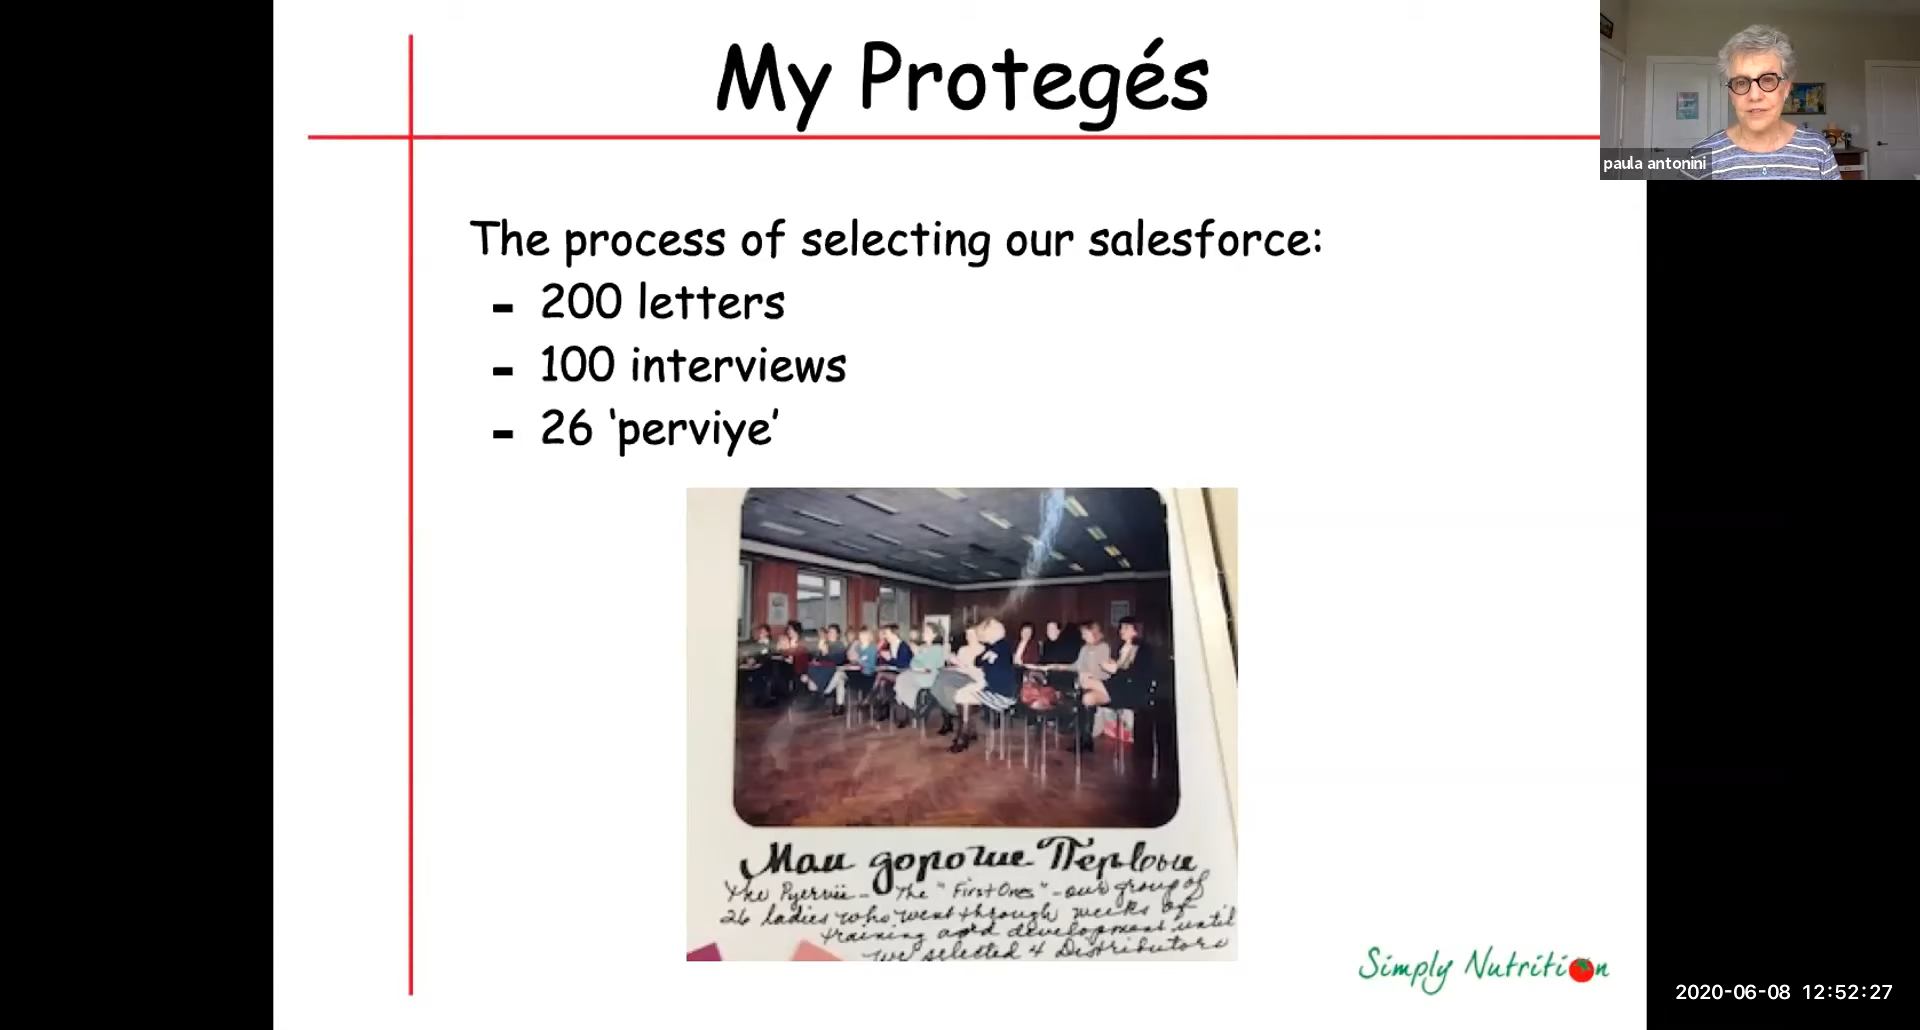 My Protegés
paula antonini
The process of selecting our salesforce:
- 200 letters
- 100 interviews
- 26 ‘perviye’
Мои дорогие Первые
The Pyervii - The "First Ones" - our group of
26 ladies who went through weeks of
training and development until
we selected 4 Distributors
Simply Nutrition
2020-06-08 12:52:27